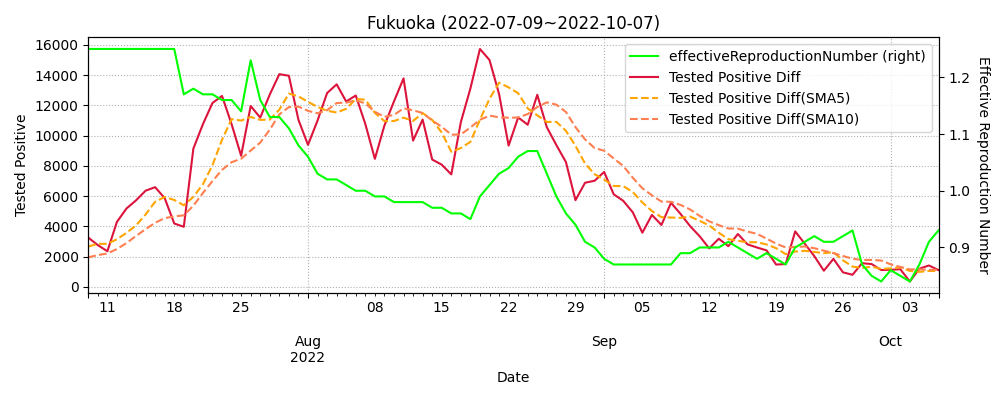 Fukuoka (2022-07-09~2022-10-07)
effectiveReproductionNumber (right)
Tested Positive Diff
Tested Positive Diff(SMA5)
Tested Positive Diff(SMA10)
Tested Positive
16000
14000
12000
10000
8000
6000
4000
2000
0
1.2
1.1
1.0
0.9
Effective Reproduction Number
11 18 25 08 15 22 29 05 12 19 26 03
Aug Sep Oct
2022
Date